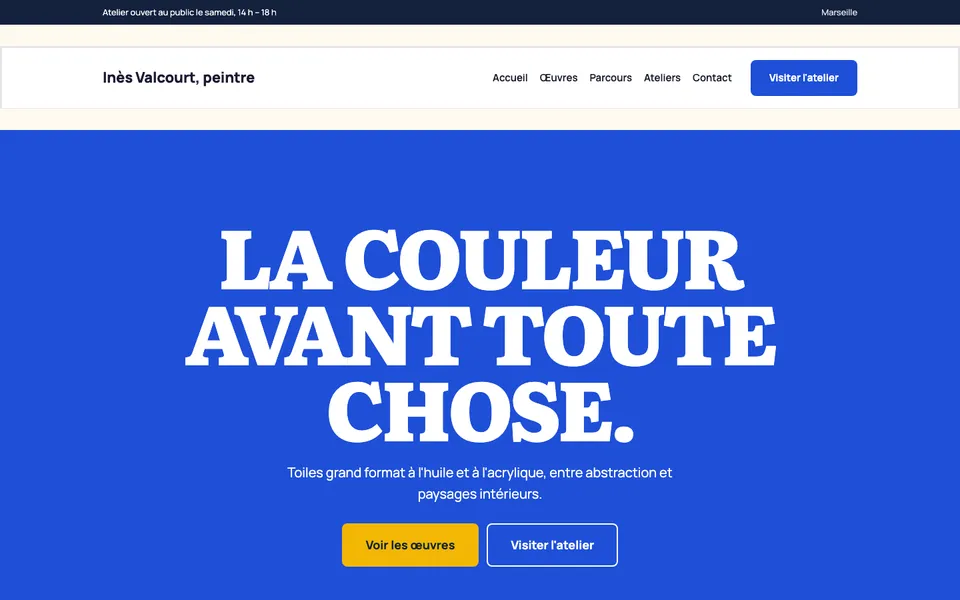 Atelier ouvert au public le samedi, 14 h – 18 h
Marseille
Inès Valcourt, peintre
Accueil
Œuvres
Parcours
Ateliers
Contact
Visiter l'atelier
LA COULEUR
AVANT TOUTE
CHOSE.
Toiles grand format à l'huile et à l'acrylique, entre abstraction et
paysages intérieurs.
Voir les œuvres
Visiter l'atelier